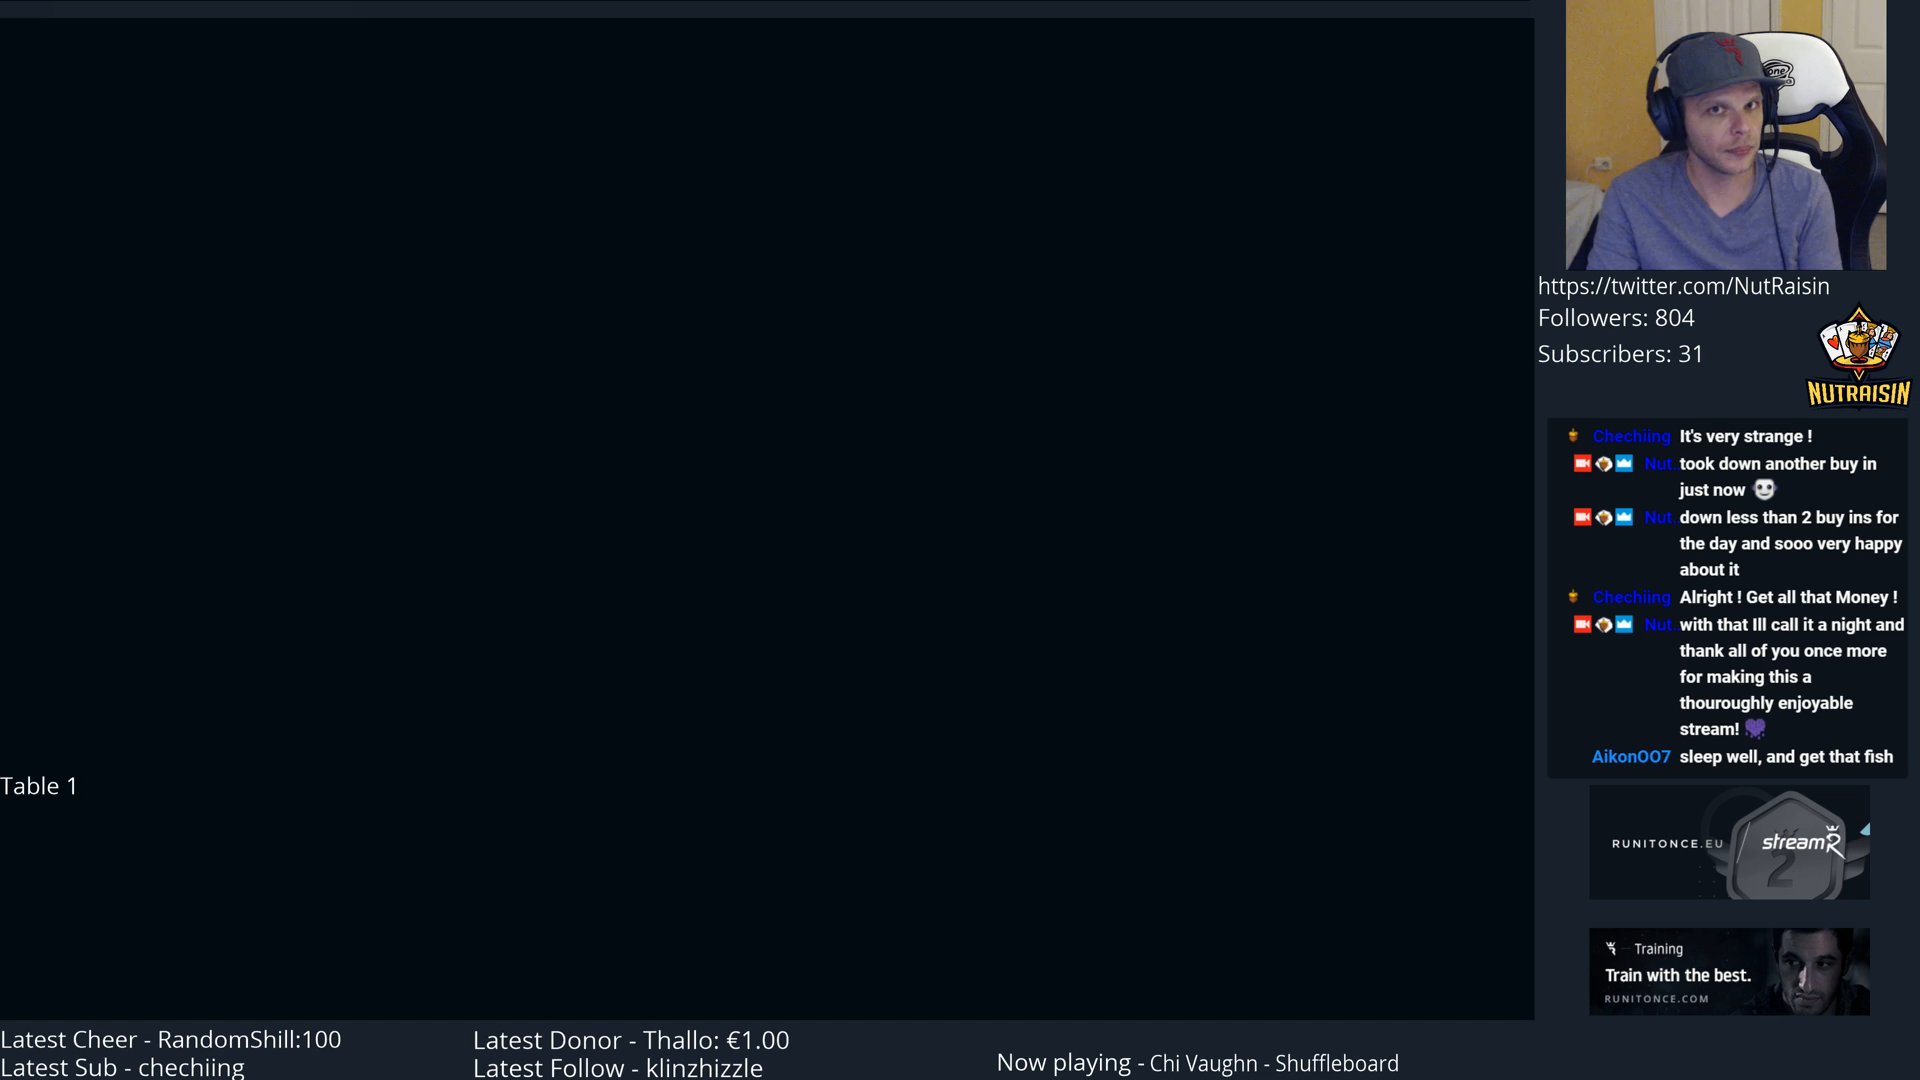 one
https://twitter.com/NutRaisin
Followers: 804
Subscribers: 31
NUTRAISIN
Chechiing It's very strange !
Nut.. took down another buy in
just now
Nut.. down less than 2 buy ins for
the day and sooo very happy
about it
Chechiing Alright ! Get all that Money !
Nut.. with that Ill call it a night and
thank all of you once more
for making this a
thouroughly enjoyable
stream!
AikonOO7 sleep well, and get that fish
Table 1
RUNITONCE.EU
streamR
2
Training
Train with the best.
RUNITONCE.COM
Latest Cheer - RandomShill:100
Latest Sub - chechiing
Latest Donor - Thallo: €1.00
Latest Follow - klinzhizzle
Now playing - Chi Vaughn - Shuffleboard